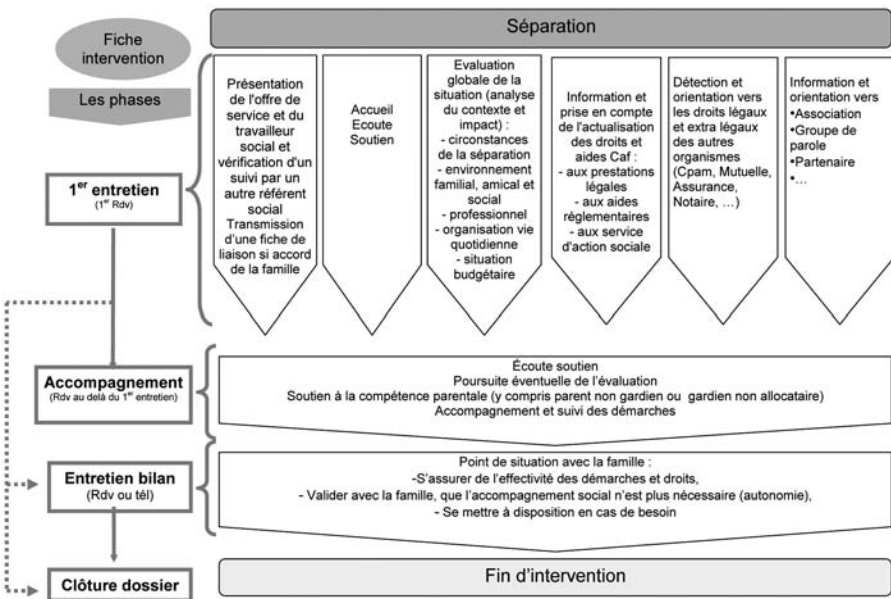 Fiche
intervention
Les phases
Séparation
1er entretien
(1er Rdv)
Présentation
de l'offre de
service et du
travailleur
social et
vérification d'un
suivi par un
autre référent
social
Transmission
d'une fiche de
liaison si accord
de la famille
Accueil
Ecoute
Soutien
Evaluation
globale de la
situation (analyse
du contexte et
impact) :
- circonstances
de la séparation
- environnement
familial, amical et
social
- professionnel
- organisation vie
quotidienne
- situation
budgétaire
Information et
prise en compte
de l'actualisation
des droits et
aides Caf :
- aux prestations
légales
- aux aides
réglementaires
- aux service
d'action sociale
Détection et
orientation vers
les droits légaux
et extra légaux
des autres
organismes
(Cpam, Mutuelle,
Assurance,
Notaire, …)
Information et
orientation vers
•Association
•Groupe de
parole
•Partenaire
•…
Accompagnement
(Rdv au delà du 1er entretien)
Écoute soutien
Poursuite éventuelle de l'évaluation
Soutien à la compétence parentale (y compris parent non gardien ou gardien non allocataire)
Accompagnement et suivi des démarches
Entretien bilan
(Rdv ou tél)
Point de situation avec la famille :
-S'assurer de l'effectivité des démarches et droits,
- Valider avec la famille, que l'accompagnement social n'est plus nécessaire (autonomie),
- Se mettre à disposition en cas de besoin
Clôture dossier
Fin d'intervention